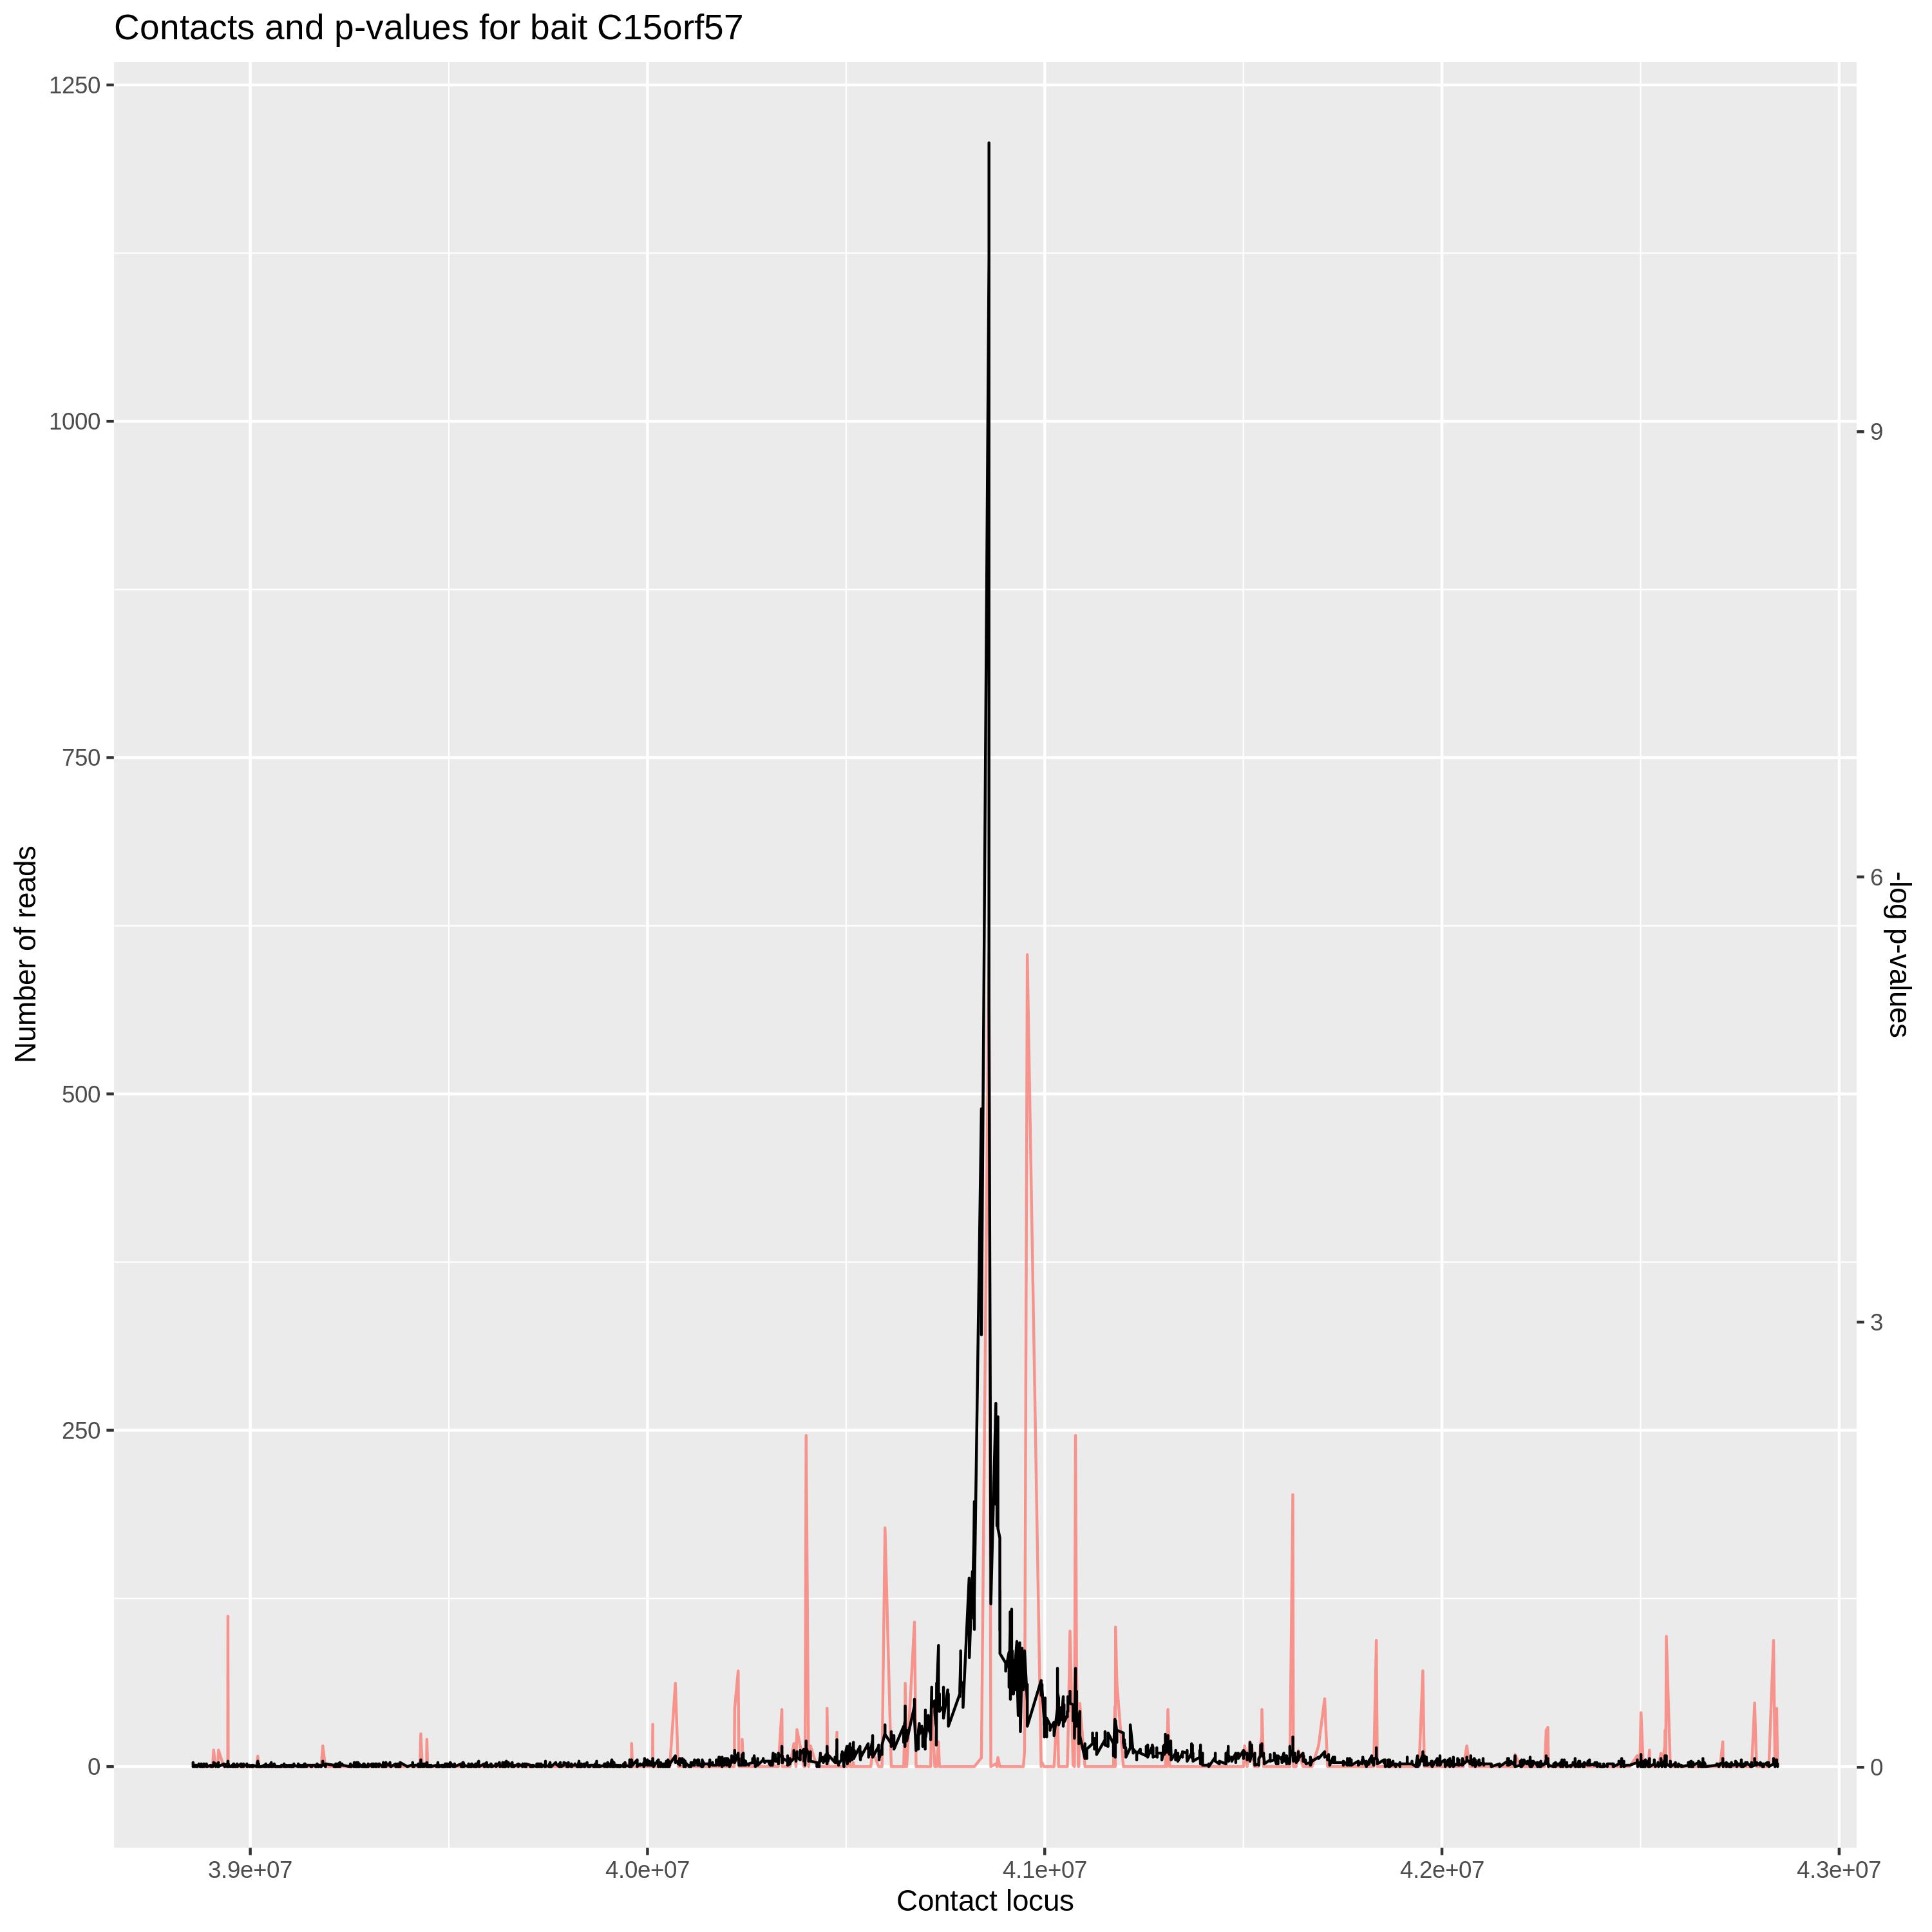 Contacts and p-values for bait C15orf57
1250
1000
750
500
250
0
Number of reads
9
6
3
0
-log p-values
3.9e+07
4.0e+07
4.1e+07
4.2e+07
4.3e+07
Contact locus